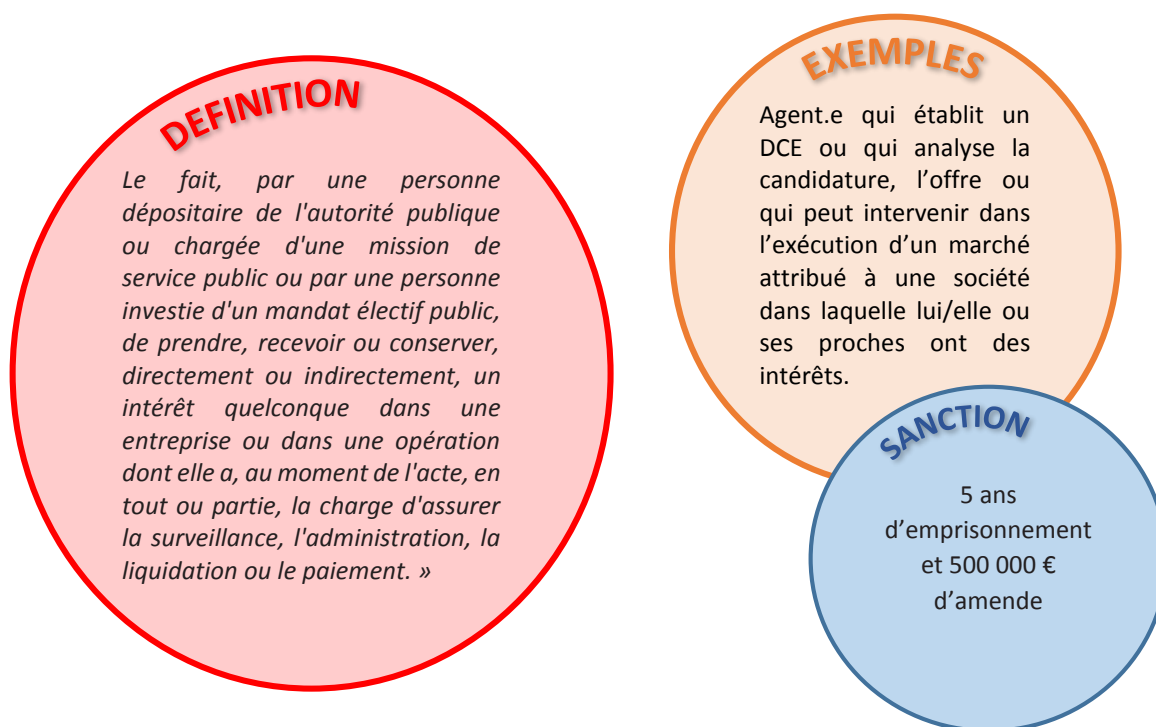 DEFINITION
Le fait, par une personne
dépositaire de l'autorité publique
ou chargée d'une mission de
service public ou par une personne
investie d'un mandat électif public,
de prendre, recevoir ou conserver,
directement ou indirectement, un
intérêt quelconque dans une
entreprise ou dans une opération
dont elle a, au moment de l'acte, en
tout ou partie, la charge d'assurer
la surveillance, l'administration, la
liquidation ou le paiement. »
EXEMPLES
Agent.e qui établit un
DCE ou qui analyse la
candidature, l’offre ou
qui peut intervenir dans
l’exécution d’un marché
attribué à une société
dans laquelle lui/elle ou
ses proches ont des
intérêts.
SANCTION
5 ans
d’emprisonnement
et 500 000 €
d’amende